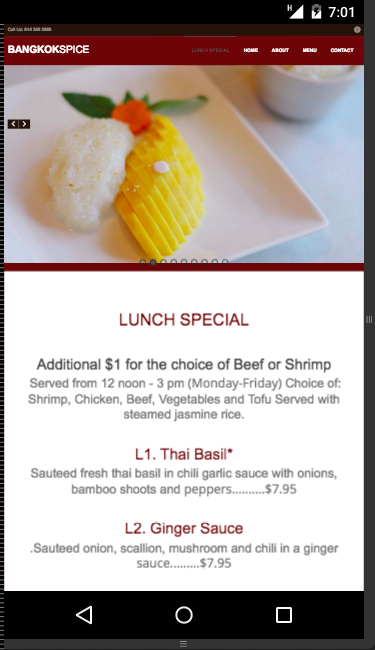 H 7:01
Call Us: 914 365 3600
BANGKOKSPICE
LUNCH SPECIAL HOME ABOUT MENU CONTACT
LUNCH SPECIAL
Additional $1 for the choice of Beef or Shrimp
Served from 12 noon - 3 pm (Monday-Friday) Choice of:
Shrimp, Chicken, Beef, Vegetables and Tofu Served with
steamed jasmine rice.
L1. Thai Basil*
Sauteed fresh thai basil in chili garlic sauce with onions,
bamboo shoots and peppers..........$7.95
L2. Ginger Sauce
.Sauteed onion, scallion, mushroom and chili in a ginger
sauce.........$7.95